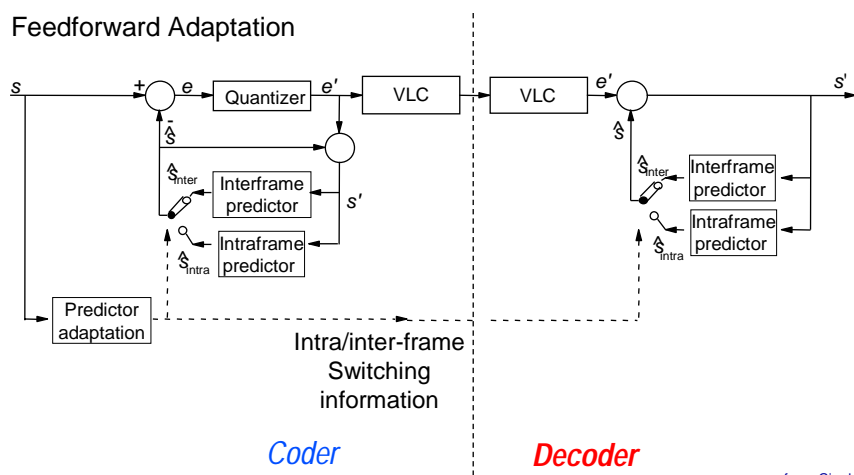 Feedforward Adaptation
s
+
e
Quantizer
e'
VLC
VLC
e'
s'
-
ŝ
ŝ
ŝinter
Interframe
predictor
s'
ŝintra
Intraframe
predictor
ŝinter
Interframe
predictor
ŝintra
Intraframe
predictor
Predictor
adaptation
Intra/inter-frame
Switching
information
Coder
Decoder